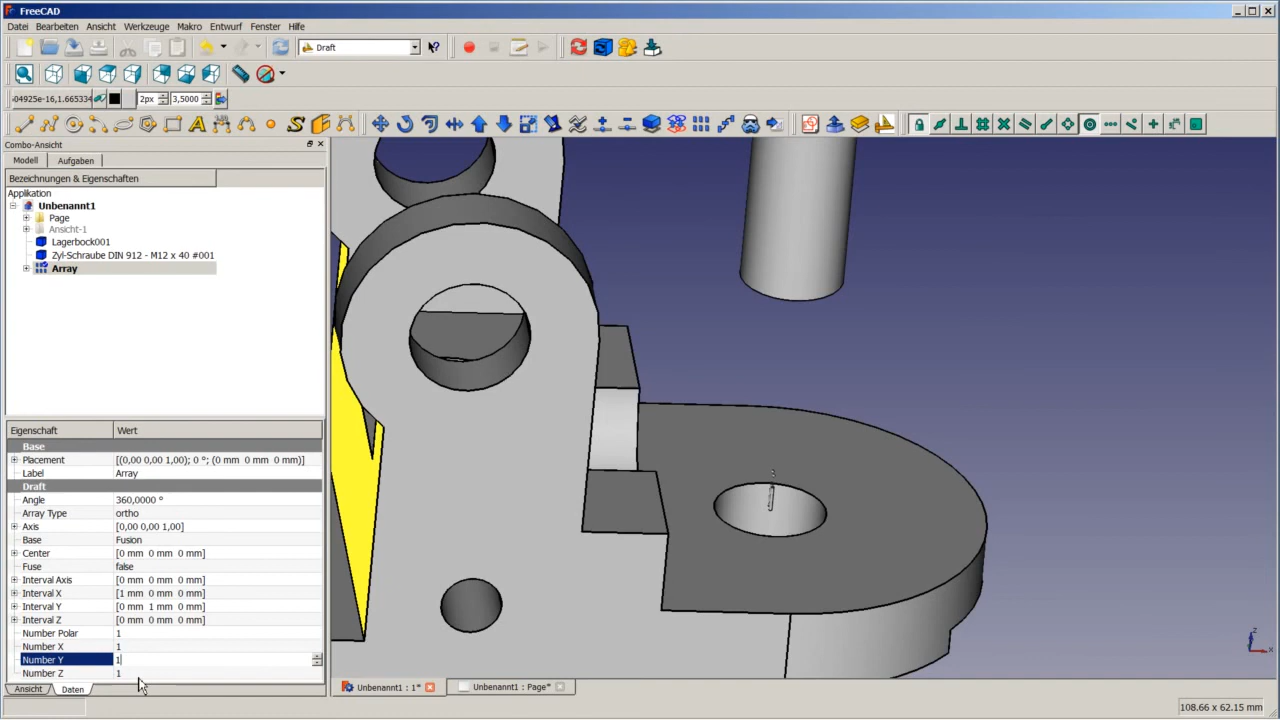 FreeCAD
Datei Bearbeiten Ansicht Werkzeuge Makro Entwurf Fenster Hilfe
Draft
04925e-16,1.665334 2px 3,5000
Combo-Ansicht
Modell Aufgaben
Bezeichnungen & Eigenschaften
Applikation
Unbenannt1
Page
Ansicht-1
Lagerbock001
Zyl-Schraube DIN 912 - M12 x 40 #001
Array
Eigenschaft Wert
Base
Placement [(0,00 0,00 1,00); 0 °; (0 mm 0 mm 0 mm)]
Label Array
Draft
Angle 360,0000 °
Array Type ortho
Axis [0,00 0,00 1,00]
Base Fusion
Center [0 mm 0 mm 0 mm]
Fuse false
Interval Axis [0 mm 0 mm 0 mm]
Interval X [1 mm 0 mm 0 mm]
Interval Y [0 mm 1 mm 0 mm]
Interval Z [0 mm 0 mm 0 mm]
Number Polar 1
Number X 1
Number Y 1
Number Z 1
Ansicht Daten
Unbenannt1 : 1* Unbenannt1 : Page*
108.66 x 62.15 mm